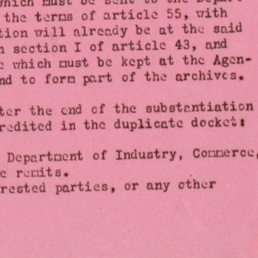 which must be sent to the Depart-
the terms of article 55, with
tion will already be at the said
n section I of article 43, and
e which must be kept at the Agen-
nd to form part of the archives.
ter the end of the substantiation
redited in the duplicate docket:
Department of Industry, Commerce,
e remits.
rested parties, or any other